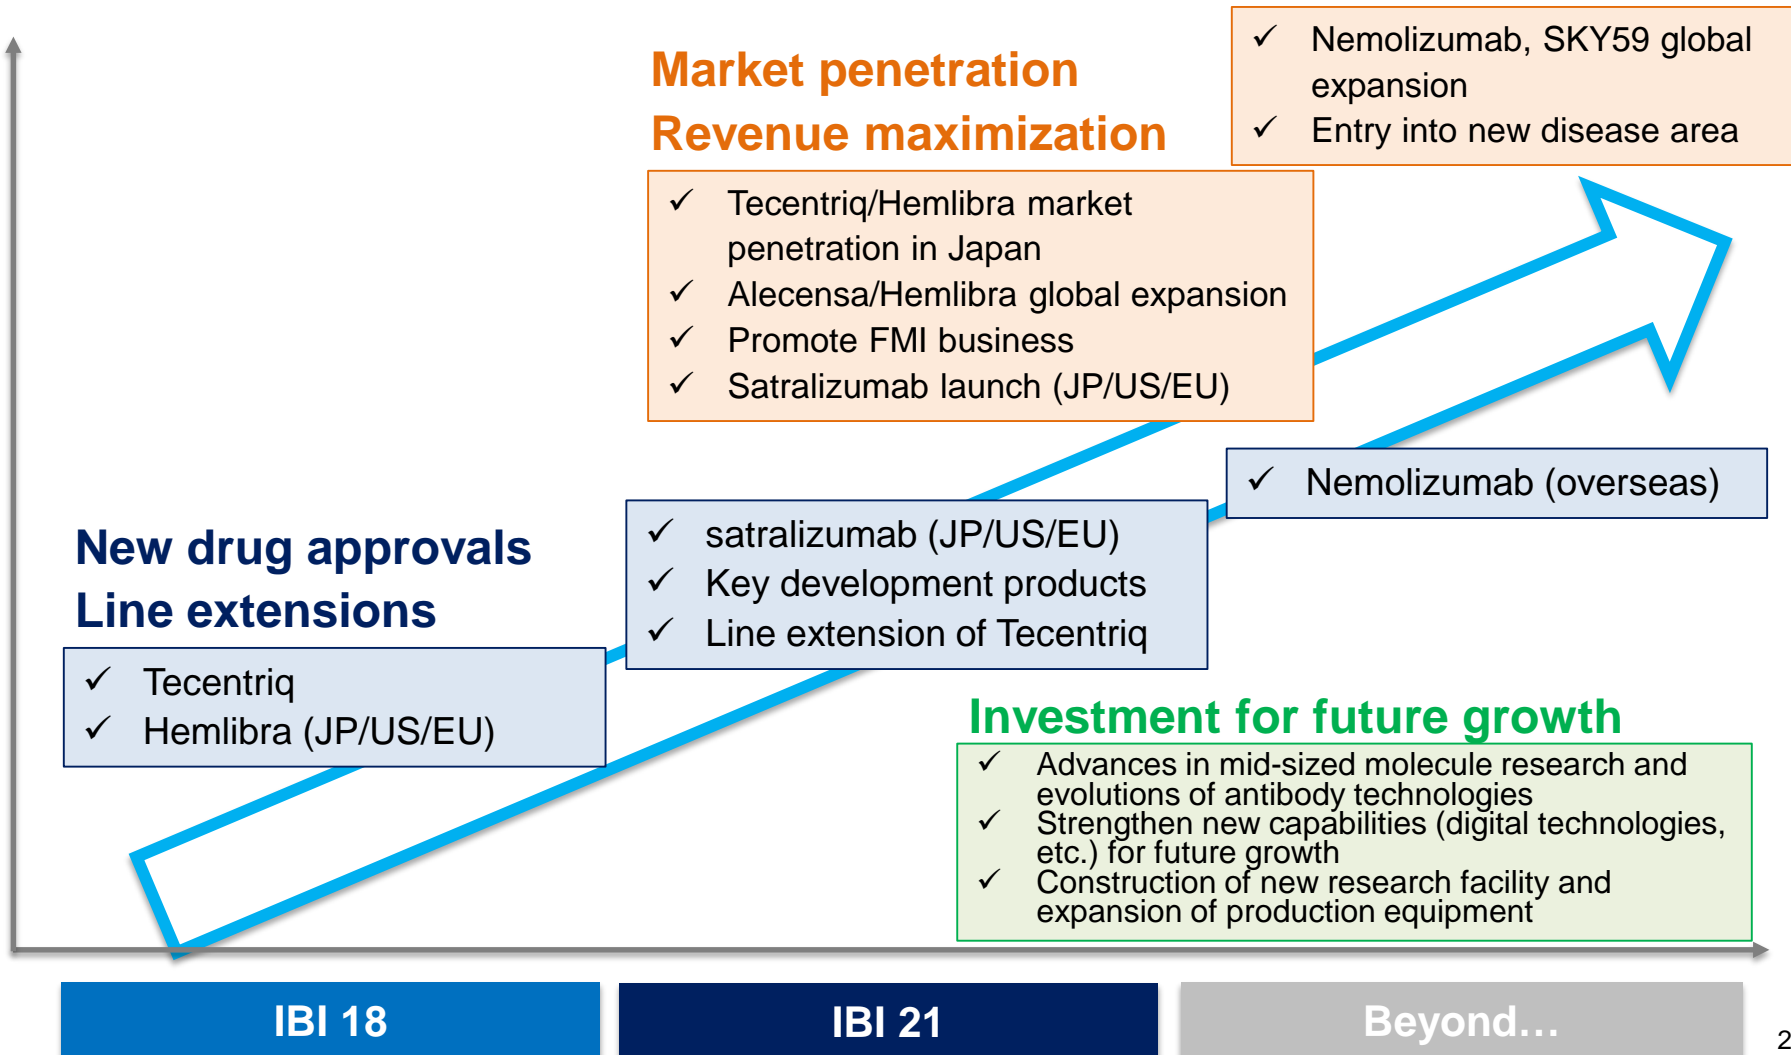 Market penetration
Revenue maximization
✓ Nemolizumab, SKY59 global
expansion
✓ Entry into new disease area
✓ Tecentriq/Hemlibra market
penetration in Japan
✓ Alecensa/Hemlibra global expansion
✓ Promote FMI business
✓ Satralizumab launch (JP/US/EU)
New drug approvals
Line extensions
✓ Tecentriq
✓ Hemlibra (JP/US/EU)
✓ satralizumab (JP/US/EU)
✓ Key development products
✓ Line extension of Tecentriq
✓ Nemolizumab (overseas)
Investment for future growth
✓ Advances in mid-sized molecule research and
evolutions of antibody technologies
✓ Strengthen new capabilities (digital technologies,
etc.) for future growth
✓ Construction of new research facility and
expansion of production equipment
IBI 18
IBI 21
Beyond…
2